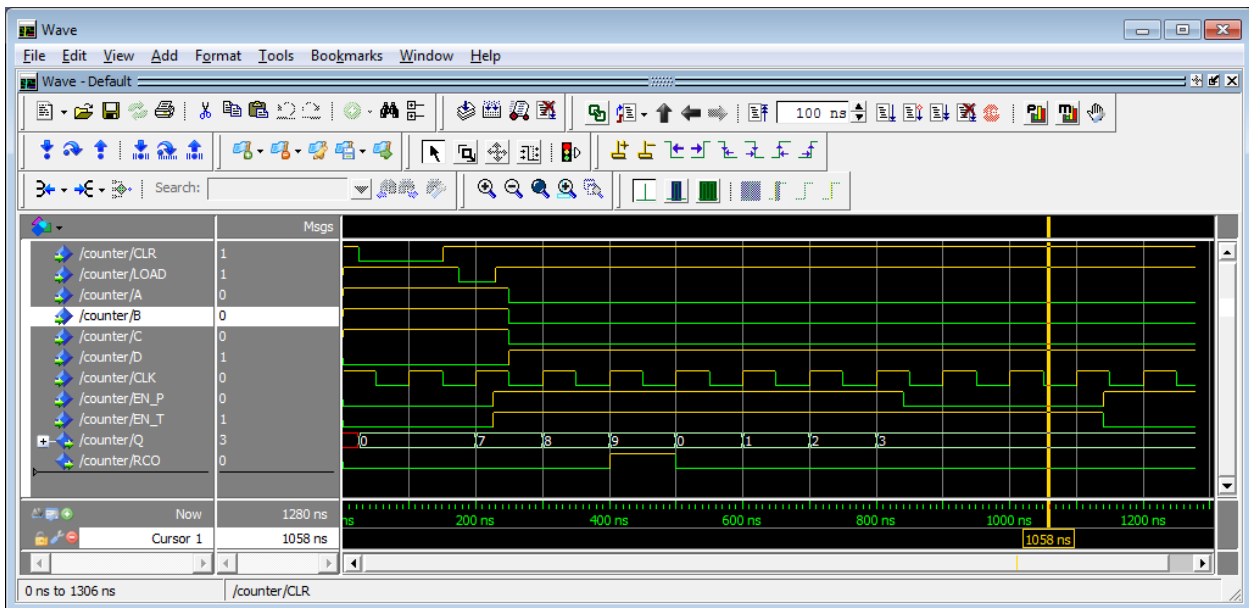 Wave
File Edit View Add Format Tools Bookmarks Window Help
Wave - Default
100 ns
Search:
Msgs
/counter/CLR 1
/counter/LOAD 1
/counter/A 0
/counter/B 0
/counter/C 0
/counter/D 1
/counter/CLK 0
/counter/EN_P 0
/counter/EN_T 1
/counter/Q 3 0 7 8 9 0 1 2 3
/counter/RCO 0
Now 1280 ns ns 200 ns 400 ns 600 ns 800 ns 1000 ns 1200 ns
Cursor 1 1058 ns 1058 ns
0 ns to 1306 ns /counter/CLR